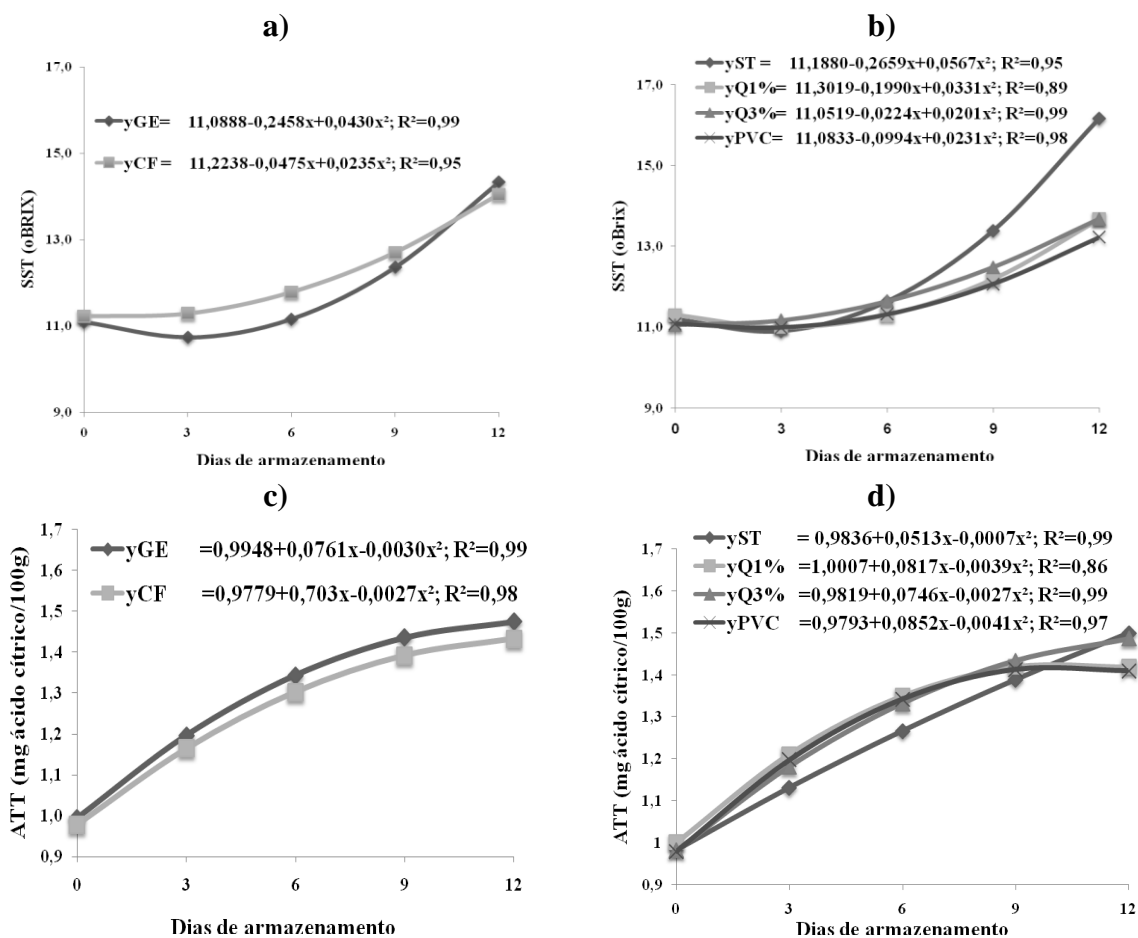 a)
17,0
15,0
13,0
11,0
9,0
SST (oBRIX)
yGE= 11,0888-0,2458x+0,0430x²; R²=0,99
yCF= 11,2238-0,0475x+0,0235x²; R²=0,95
0 3 6 9 12
Dias de armazenamento
b)
17,0
15,0
13,0
11,0
9,0
SST (oBrix)
yST = 11,1880-0,2659x+0,0567x²; R²=0,95
yQ1%= 11,3019-0,1990x+0,0331x²; R²=0,89
yQ3%= 11,0519-0,0224x+0,0201x²; R²=0,99
yPVC= 11,0833-0,0994x+0,0231x²; R²=0,98
0 3 6 9 12
Dias de armazenamento
c)
1,7
1,6
1,5
1,4
1,3
1,2
1,1
1,0
0,9
ATT (mg ácido cítrico/100g)
yGE =0,9948+0,0761x-0,0030x²; R²=0,99
yCF =0,9779+0,703x-0,0027x²; R²=0,98
0 3 6 9 12
Dias de armazenamento
d)
1,7
1,6
1,5
1,4
1,3
1,2
1,1
1
0,9
ATT (mg ácido cítrico/100g)
yST = 0,9836+0,0513x-0,0007x²; R²=0,99
yQ1% =1,0007+0,0817x-0,0039x²; R²=0,86
yQ3% =0,9819+0,0746x-0,0027x²; R²=0,99
yPVC =0,9793+0,0852x-0,0041x²; R²=0,97
0 3 6 9 12
Dias de armazenamento